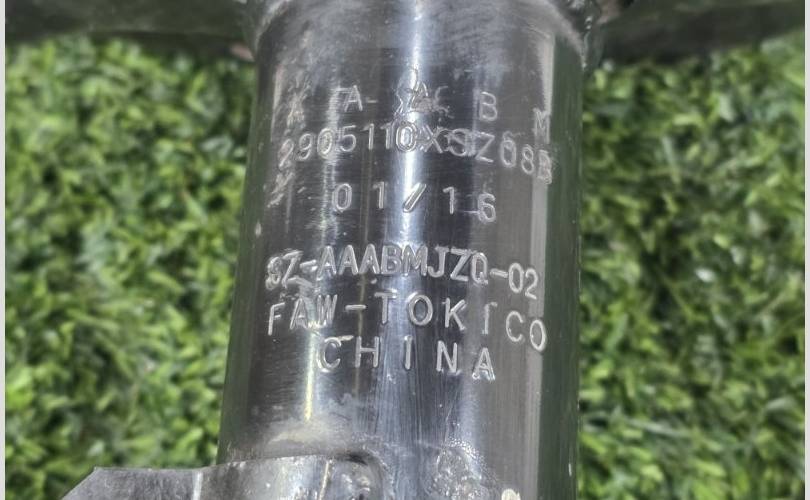 A A B M
2905110XSZ08B
01/16
SZ-AAABMJZQ-02
FAW-TOKICO
CHINA